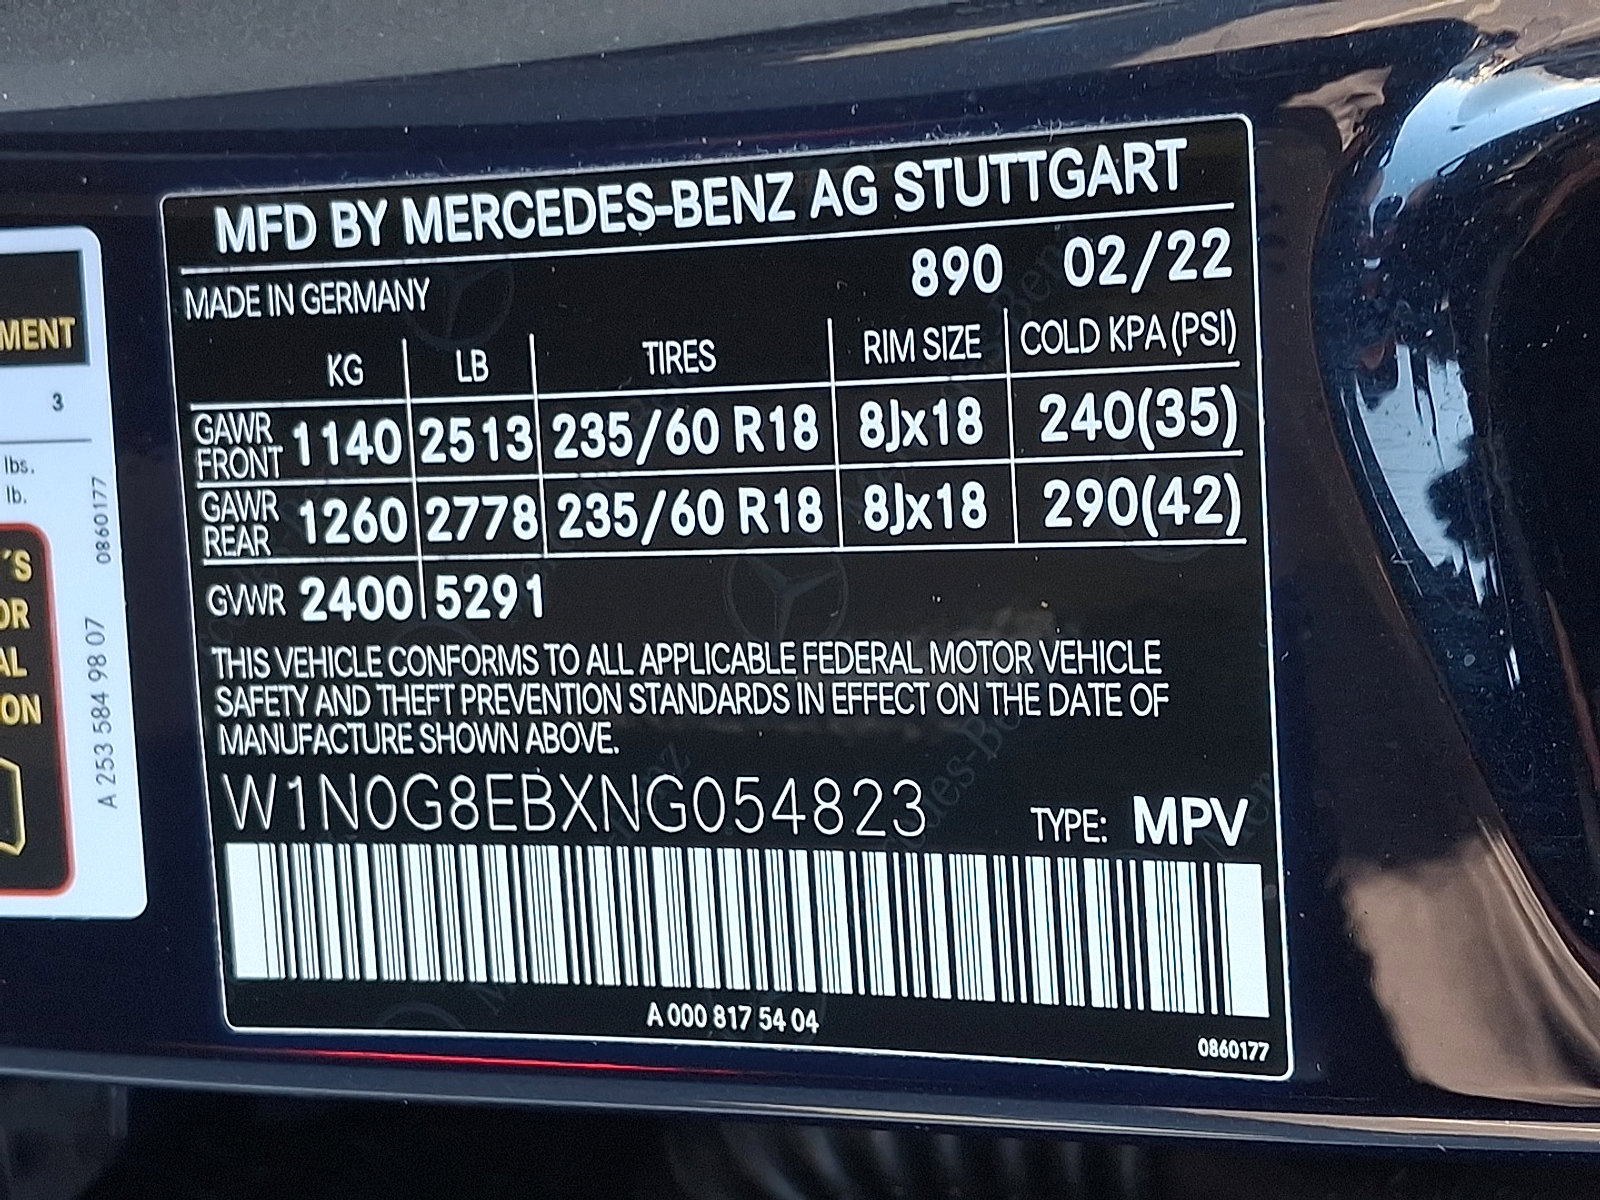 MFD BY MERCEDES-BENZ AG STUTTGART
MADE IN GERMANY 890 02/22
KG LB TIRES RIM SIZE COLD KPA (PSI)
GAWR FRONT 1140 2513 235/60 R18 8Jx18 240(35)
GAWR REAR 1260 2778 235/60 R18 8Jx18 290(42)
GVWR 2400 5291
THIS VEHICLE CONFORMS TO ALL APPLICABLE FEDERAL MOTOR VEHICLE
SAFETY AND THEFT PREVENTION STANDARDS IN EFFECT ON THE DATE OF
MANUFACTURE SHOWN ABOVE.
W1N0G8EBXNG054823 TYPE: MPV
A 000 817 54 04
0860177
MENT
3
lbs.
lb.
0860177
A 253 584 98 07
´S
OR
AL
ON